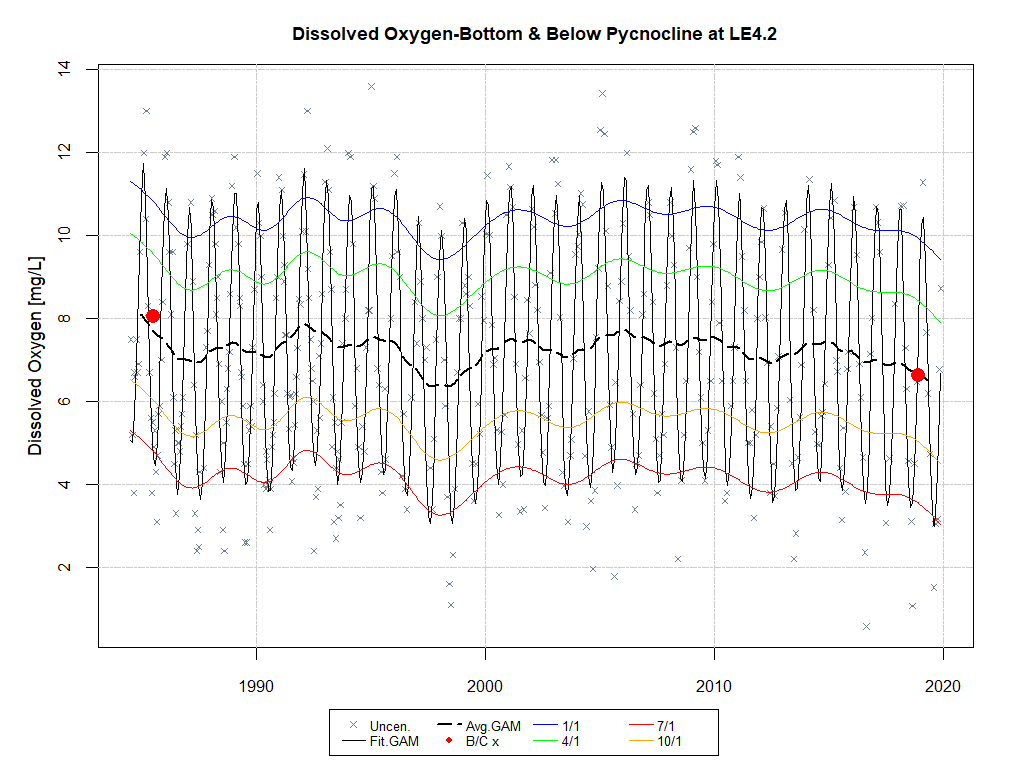 Dissolved Oxygen-Bottom & Below Pycnocline at LE4.2
Dissolved Oxygen [mg/L]
14
12
10
8
6
4
2
1990 2000 2010 2020
Uncen. Avg.GAM 1/1 7/1
Fit.GAM B/C x 4/1 10/1